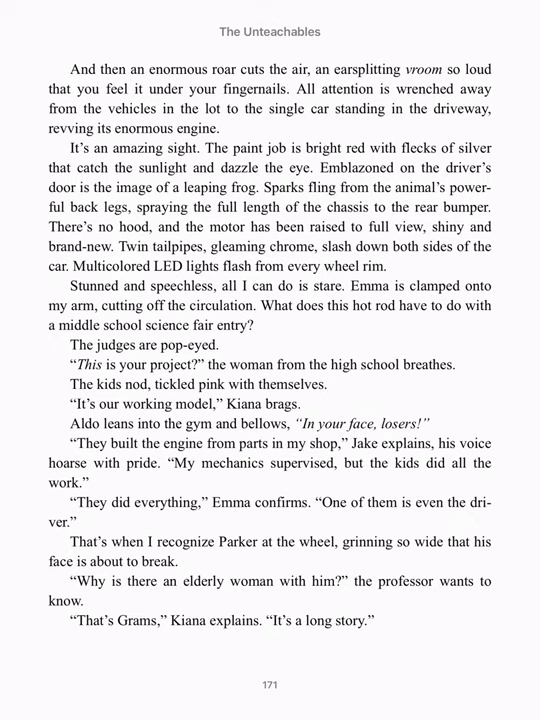 The Unteachables
And then an enormous roar cuts the air, an earsplitting vroom so loud
that you feel it under your fingernails. All attention is wrenched away
from the vehicles in the lot to the single car standing in the driveway,
revving its enormous engine.
It’s an amazing sight. The paint job is bright red with flecks of silver
that catch the sunlight and dazzle the eye. Emblazoned on the driver’s
door is the image of a leaping frog. Sparks fling from the animal’s power-
ful back legs, spraying the full length of the chassis to the rear bumper.
There’s no hood, and the motor has been raised to full view, shiny and
brand-new. Twin tailpipes, gleaming chrome, slash down both sides of the
car. Multicolored LED lights flash from every wheel rim.
Stunned and speechless, all I can do is stare. Emma is clamped onto
my arm, cutting off the circulation. What does this hot rod have to do with
a middle school science fair entry?
The judges are pop-eyed.
“This is your project?” the woman from the high school breathes.
The kids nod, tickled pink with themselves.
“It’s our working model,” Kiana brags.
Aldo leans into the gym and bellows, “In your face, losers!”
“They built the engine from parts in my shop,” Jake explains, his voice
hoarse with pride. “My mechanics supervised, but the kids did all the
work.”
“They did everything,” Emma confirms. “One of them is even the dri-
ver.”
That’s when I recognize Parker at the wheel, grinning so wide that his
face is about to break.
“Why is there an elderly woman with him?” the professor wants to
know.
“That’s Grams,” Kiana explains. “It’s a long story.”
171